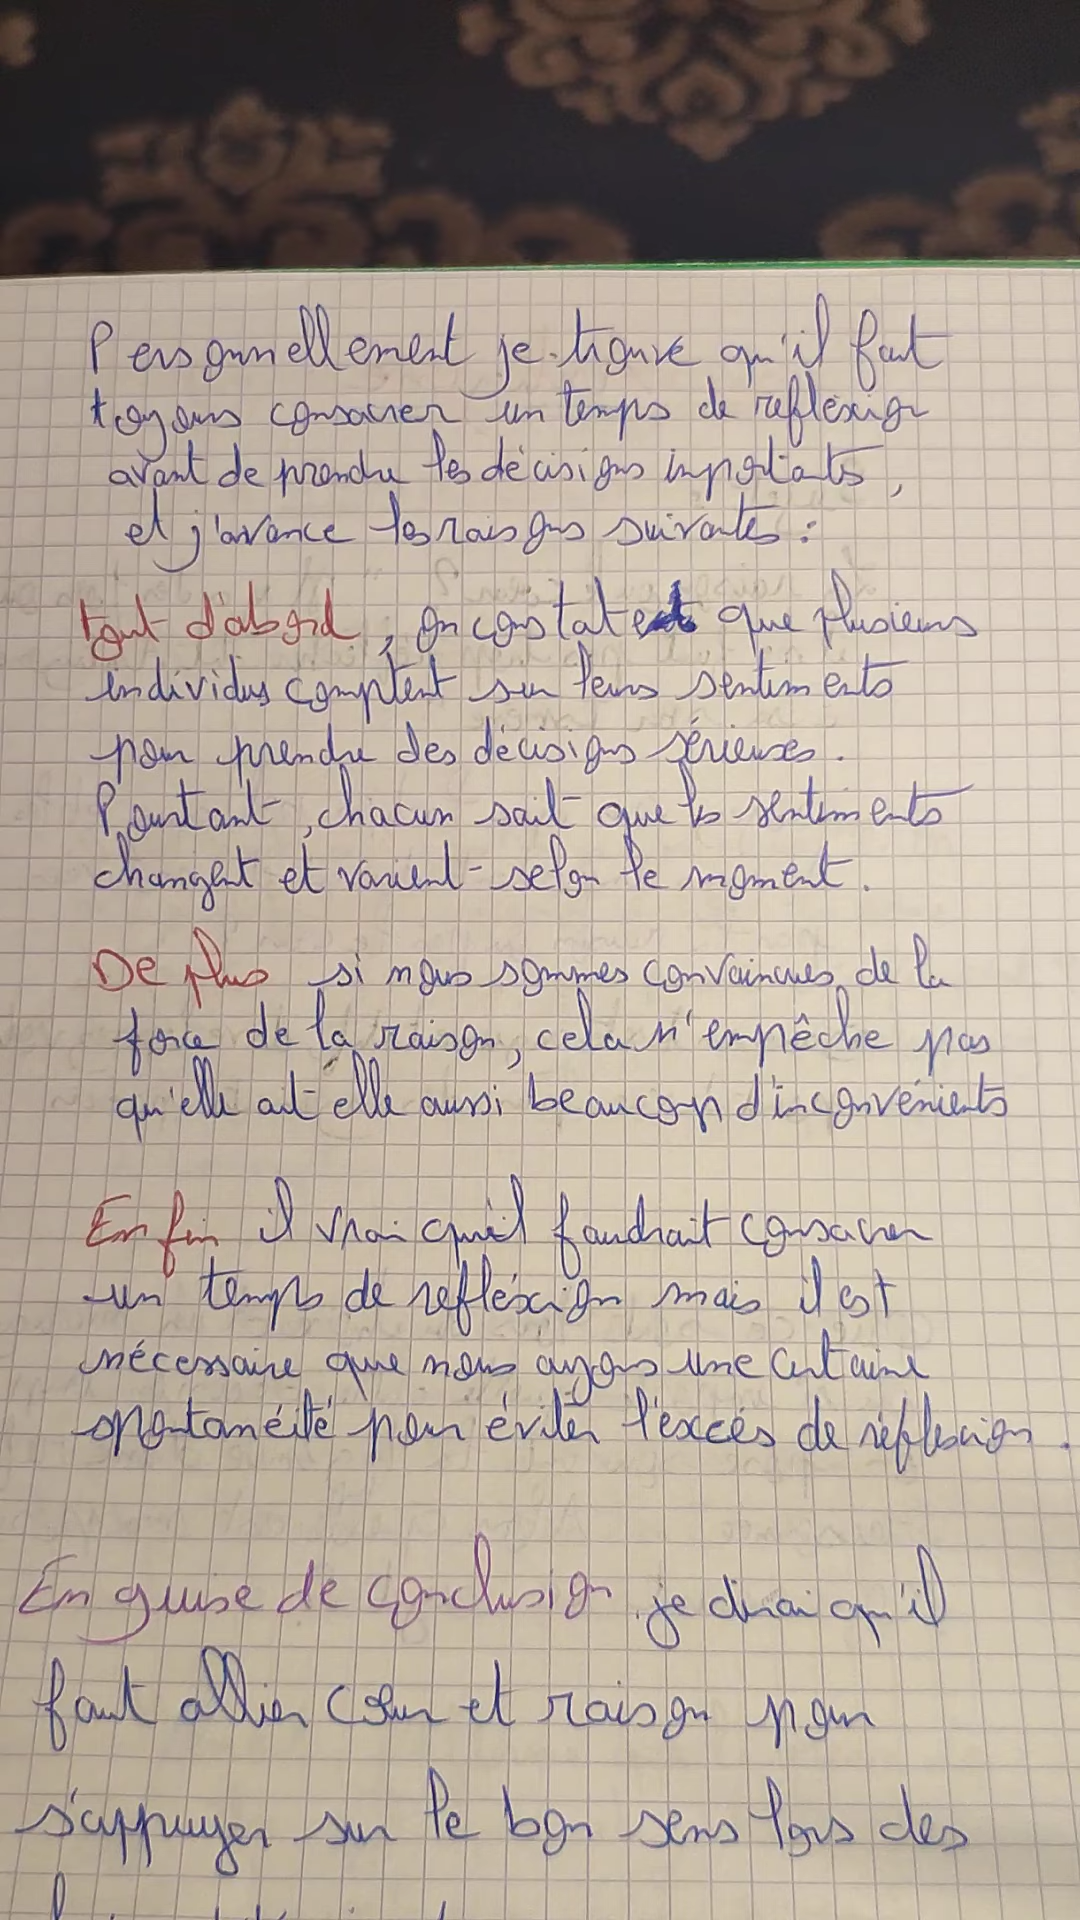 Personnellement je trouve qu'il faut
toujours consacrer un temps de refléxion
avant de prendre les décisions importants,
et j'avance les raisons suivantes :
tout d'abord, on constate que plusieurs
individus comptent sur leurs sentiments
pour prendre des décisions sérieuses.
Pourtant, chacun sait que les sentiments
changent et varient selon le moment.
De plus si nous sommes convaincues de la
force de la raison, cela n'empêche pas
qu'elle ait elle aussi beaucoup d'inconvénients
En fin il vrai qu'il faudrait consacrer
un temps de refléxion mais il est
nécessaire que nous ayons une certaine
spontanéité pour éviter l'excès de réflexion.
En guise de conclusion je dirai qu'il
faut allier cœur et raison pour
s'appuyer sur le bon sens lors des